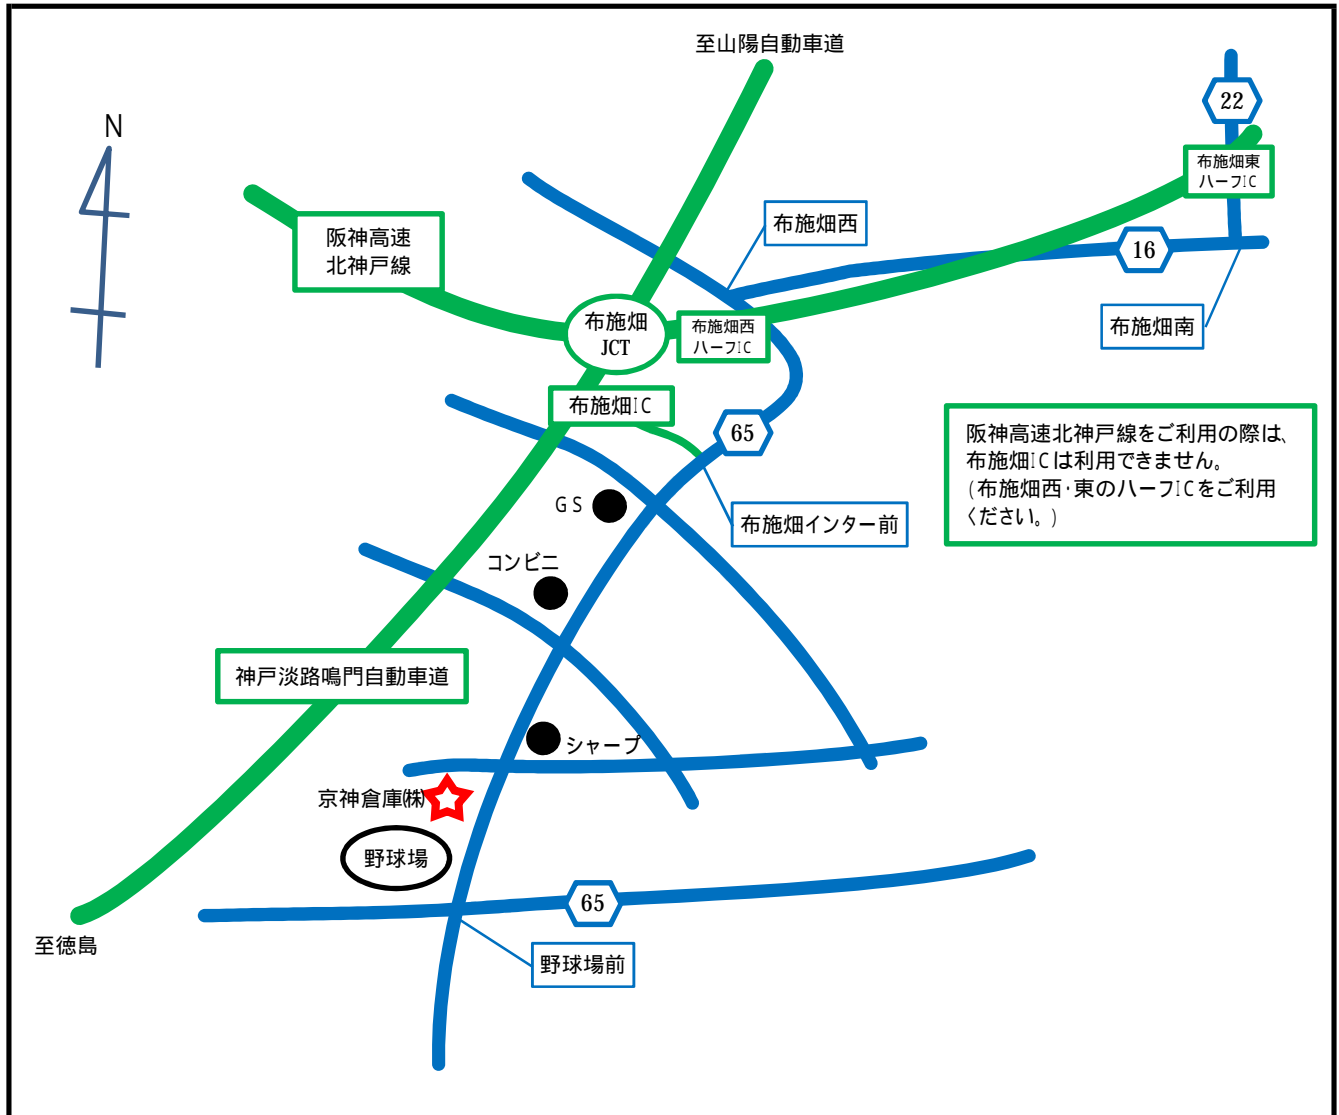 至山陽自動車道
22
N
布施畑東
ハーフIC
布施畑西
阪神高速
北神戸線
16
布施畑
JCT
布施畑西
ハーフIC
布施畑南
布施畑IC
65
阪神高速北神戸線をご利用の際は、
布施畑ICは利用できません。
(布施畑西・東のハーフICをご利用
ください。)
GS
布施畑インター前
コンビニ
神戸淡路鳴門自動車道
シャープ
京神倉庫㈱
野球場
65
至徳島
野球場前